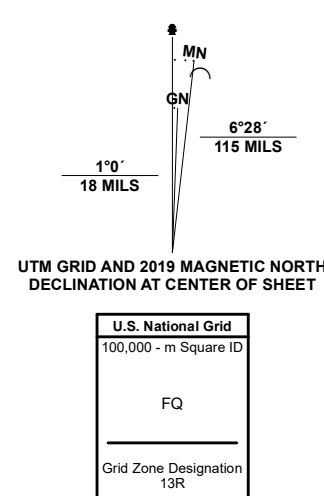 MN
GN
6°28´
115 MILS
1°0´
18 MILS
UTM GRID AND 2019 MAGNETIC NORTH
DECLINATION AT CENTER OF SHEET
U.S. National Grid
100,000 - m Square ID
FQ
Grid Zone Designation
13R